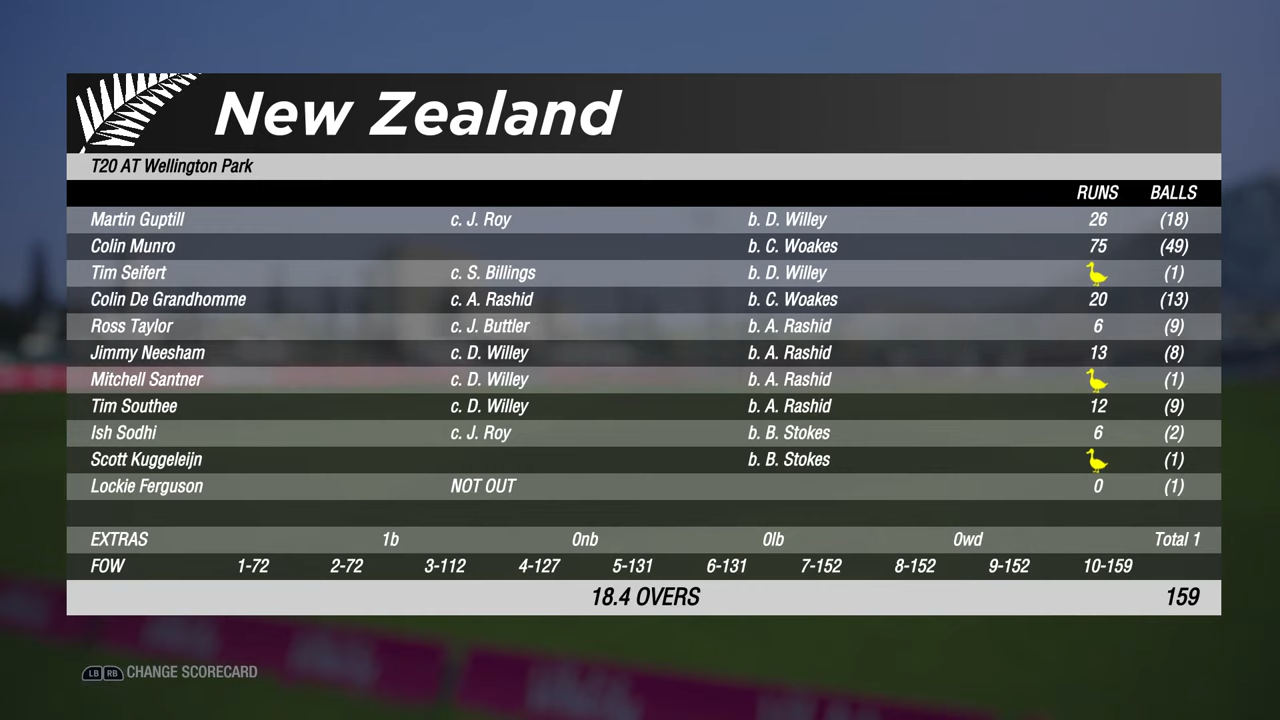 New Zealand
T20 AT Wellington Park
RUNS BALLS
Martin Guptill c. J. Roy b. D. Willey 26 (18)
Colin Munro b. C. Woakes 75 (49)
Tim Seifert c. S. Billings b. D. Willey (1)
Colin De Grandhomme c. A. Rashid b. C. Woakes 20 (13)
Ross Taylor c. J. Buttler b. A. Rashid 6 (9)
Jimmy Neesham c. D. Willey b. A. Rashid 13 (8)
Mitchell Santner c. D. Willey b. A. Rashid (1)
Tim Southee c. D. Willey b. A. Rashid 12 (9)
Ish Sodhi c. J. Roy b. B. Stokes 6 (2)
Scott Kuggeleijn b. B. Stokes (1)
Lockie Ferguson NOT OUT 0 (1)
EXTRAS 1b 0nb 0lb 0wd Total 1
FOW 1-72 2-72 3-112 4-127 5-131 6-131 7-152 8-152 9-152 10-159
18.4 OVERS 159
LB RB CHANGE SCORECARD